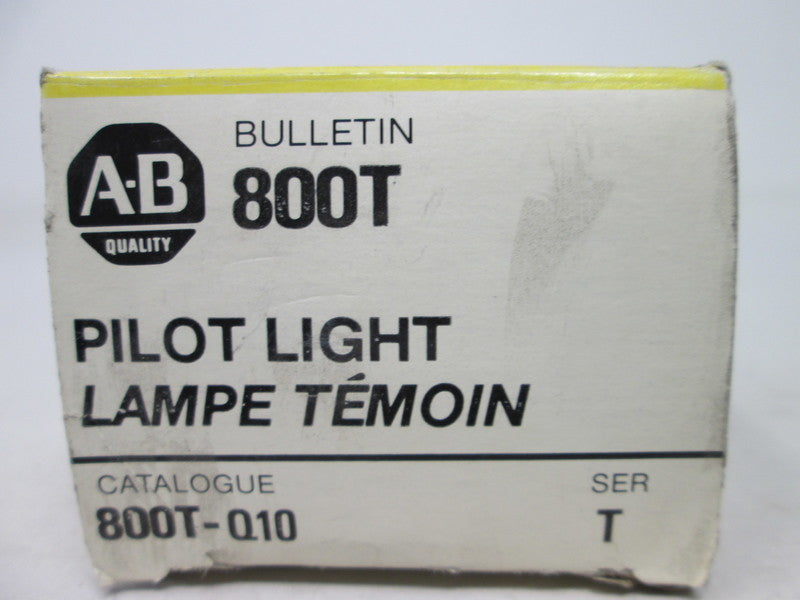 A-B
QUALITY
BULLETIN
800T
PILOT LIGHT
LAMPE TÉMOIN
CATALOGUE
800T-Q10
SER
T